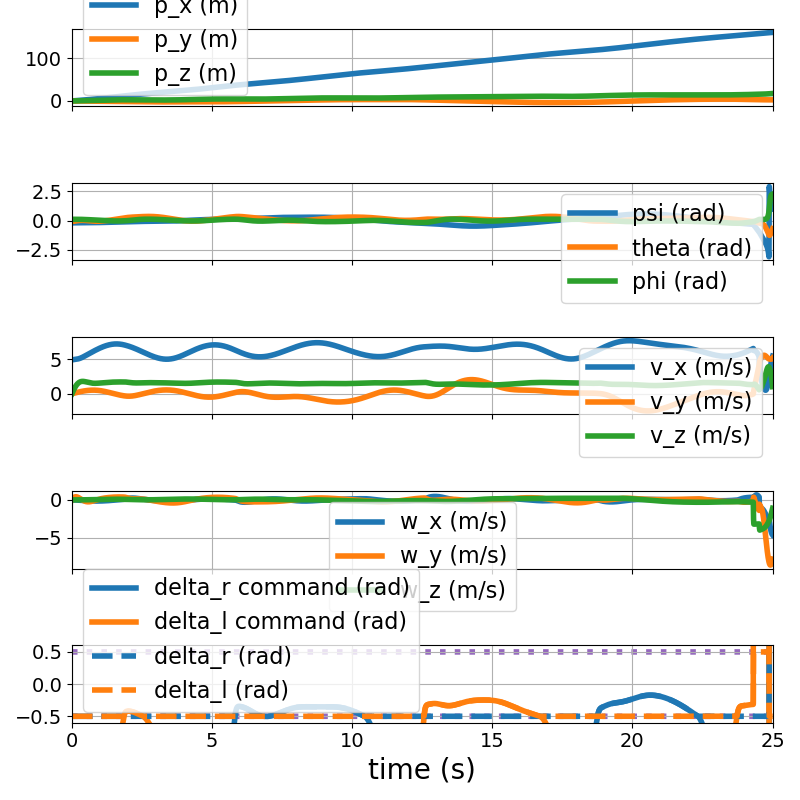 p_x (m)
p_y (m)
p_z (m)
100
0
2.5
0.0
−2.5
psi (rad)
theta (rad)
phi (rad)
5
0
v_x (m/s)
v_y (m/s)
v_z (m/s)
0
−5
w_x (m/s)
w_y (m/s)
w_z (m/s)
delta_r command (rad)
delta_l command (rad)
delta_r (rad)
delta_l (rad)
0.5
0.0
−0.5
0 5 10 15 20 25
time (s)